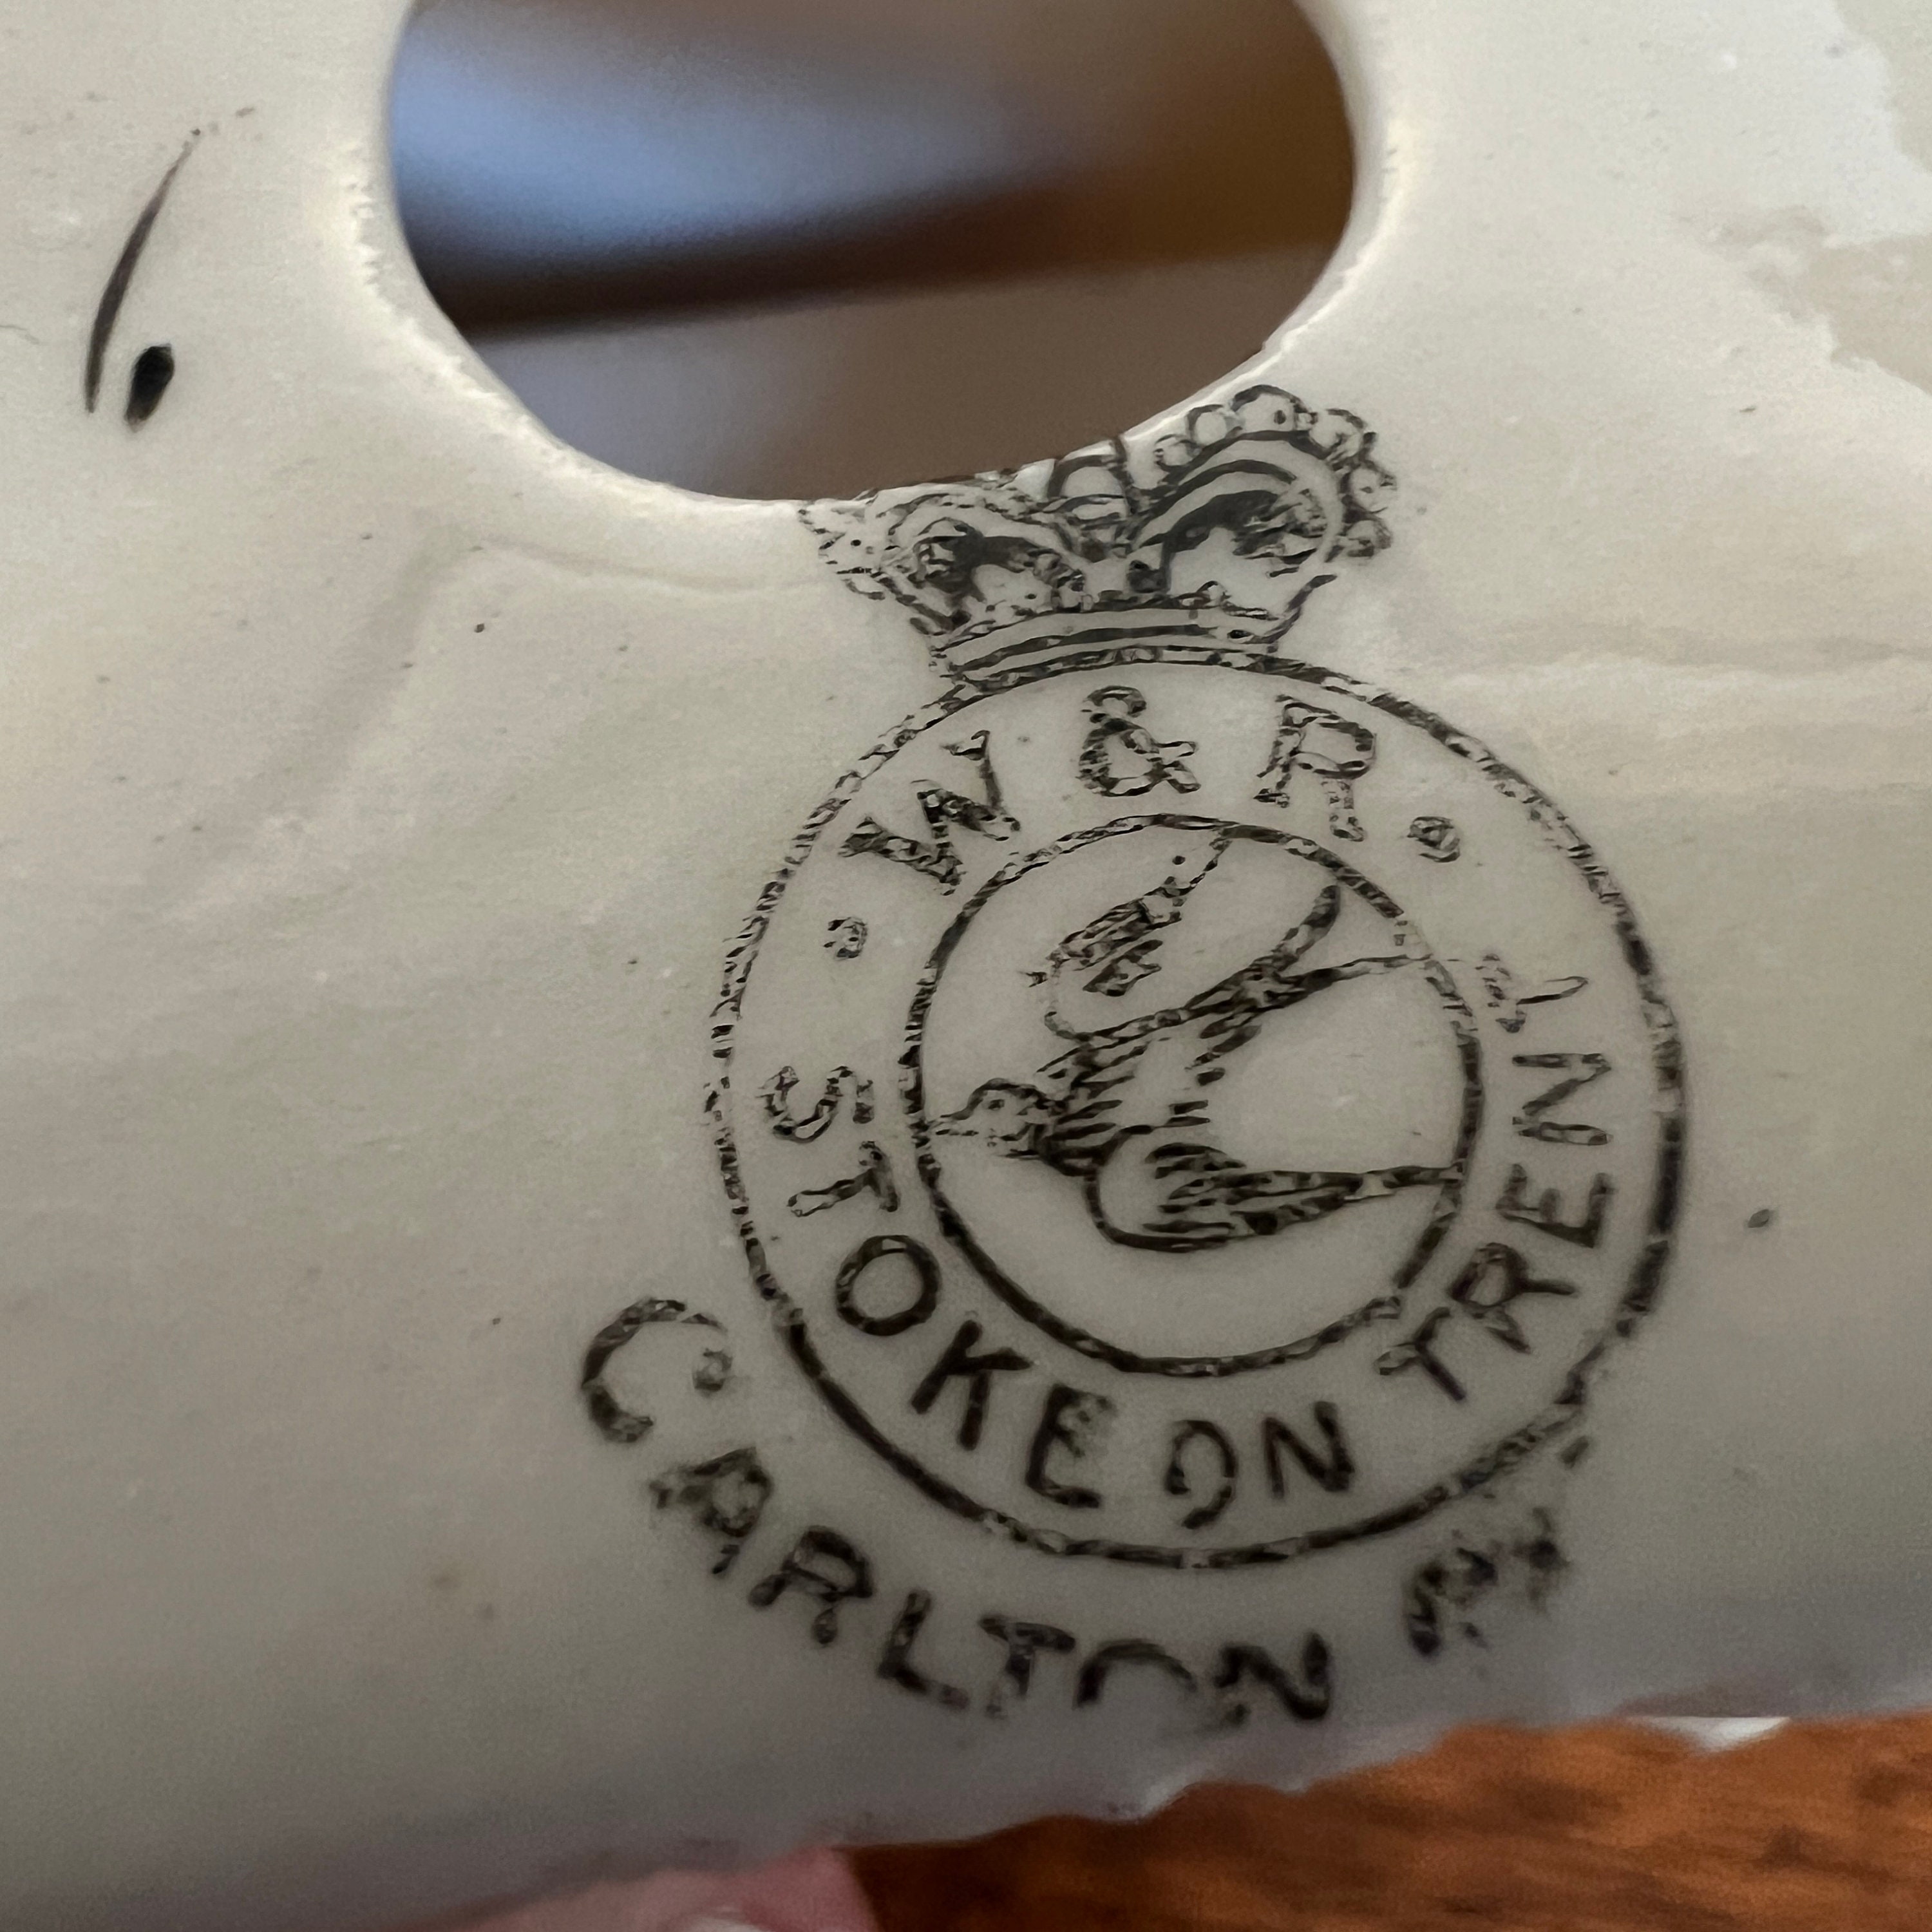 · W & R ·
STOKE ON TRENT
CARLTON